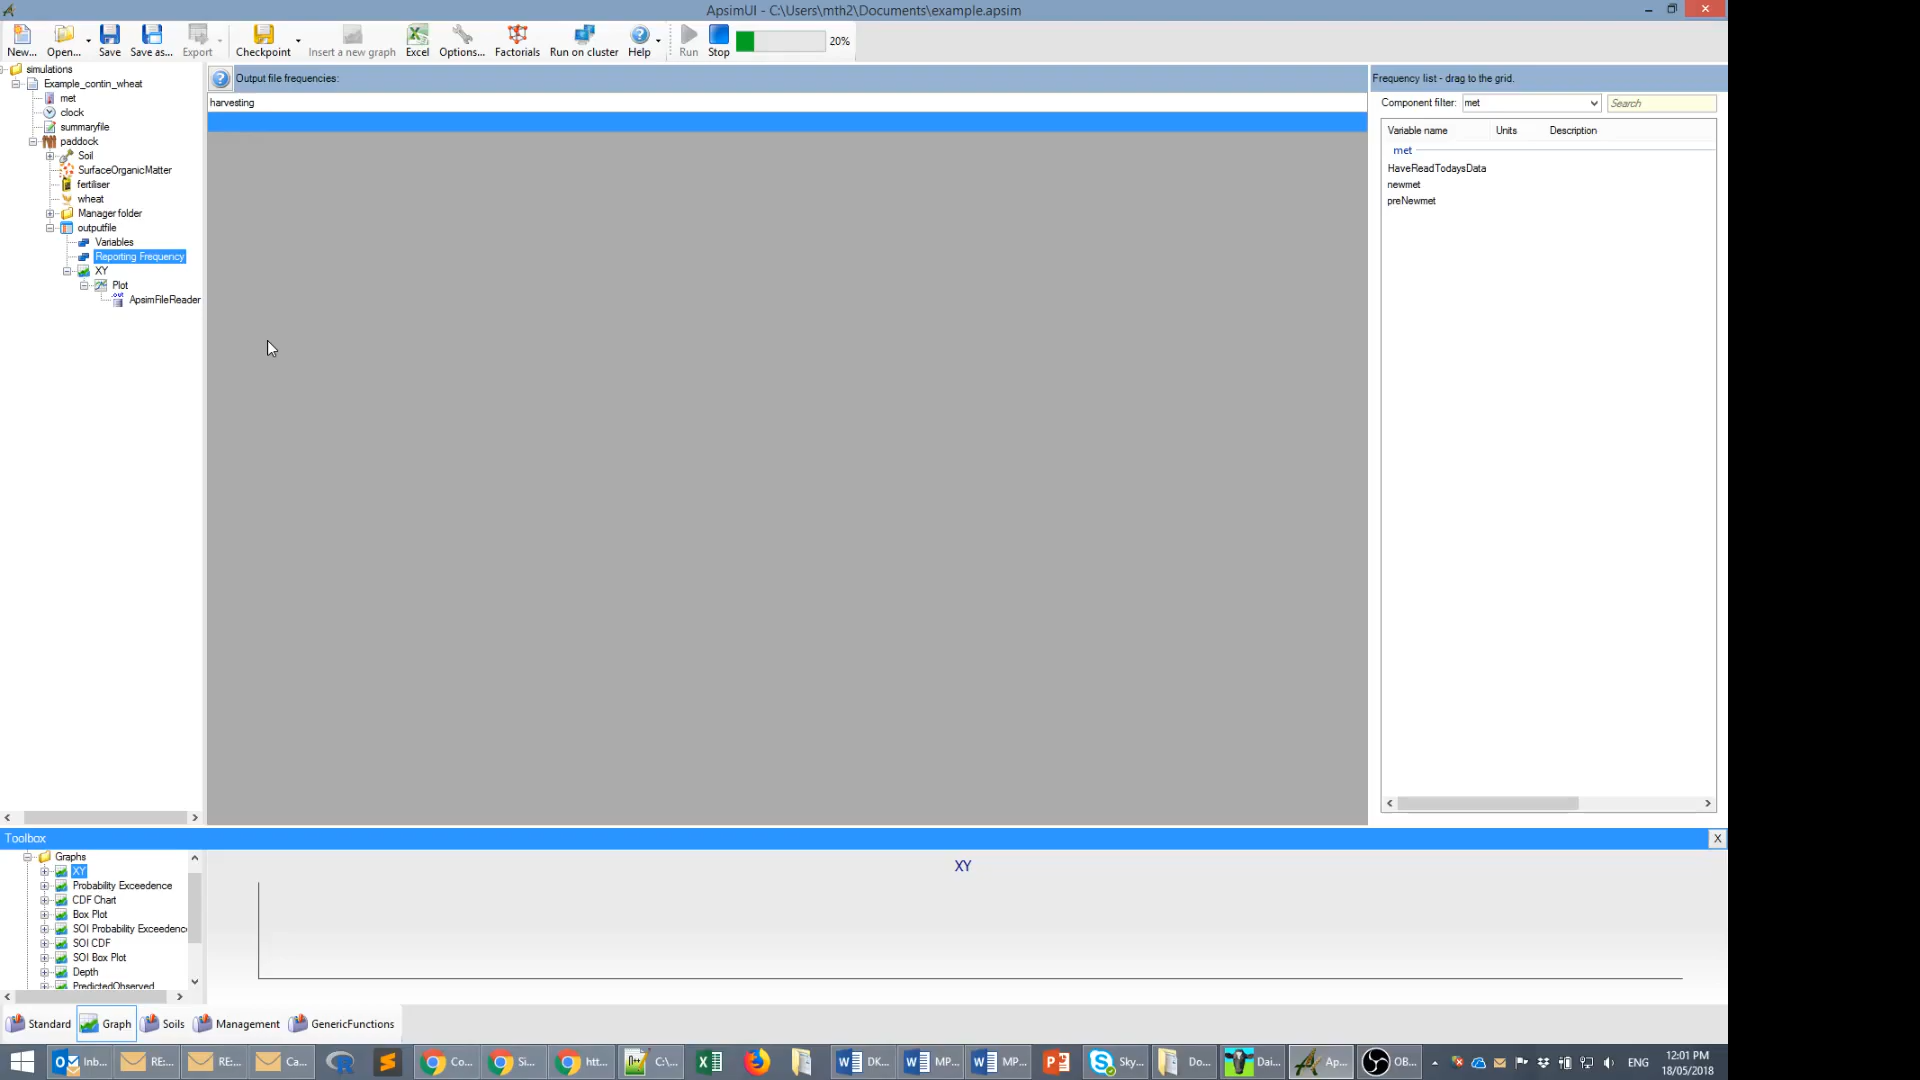 ApsimUI - C:\Users\mth2\Documents\example.apsim
New... Open... Save Save as... Export Checkpoint Insert a new graph Excel Options... Factorials Run on cluster Help Run Stop 20%
simulations
Example_contin_wheat
met
clock
summaryfile
paddock
Soil
SurfaceOrganicMatter
fertiliser
wheat
Manager folder
outputfile
Variables
Reporting Frequency
XY
Plot
ApsimFileReader
Output file frequencies:
harvesting
Frequency list - drag to the grid.
Component filter: met Search
Variable name Units Description
met
HaveReadTodaysData
newmet
preNewmet
Toolbox X
Graphs
XY
Probability Exceedence
CDF Chart
Box Plot
SOI Probability Exceedence
SOI CDF
SOI Box Plot
Depth
PredictedObserved
XY
Standard Graph Soils Management GenericFunctions
Inb... RE:... RE:... Ca... Co... Si... htt... C:\... DK... MP... MP... Sky... Do... Dai... Ap... OB... ENG 12:01 PM
18/05/2018